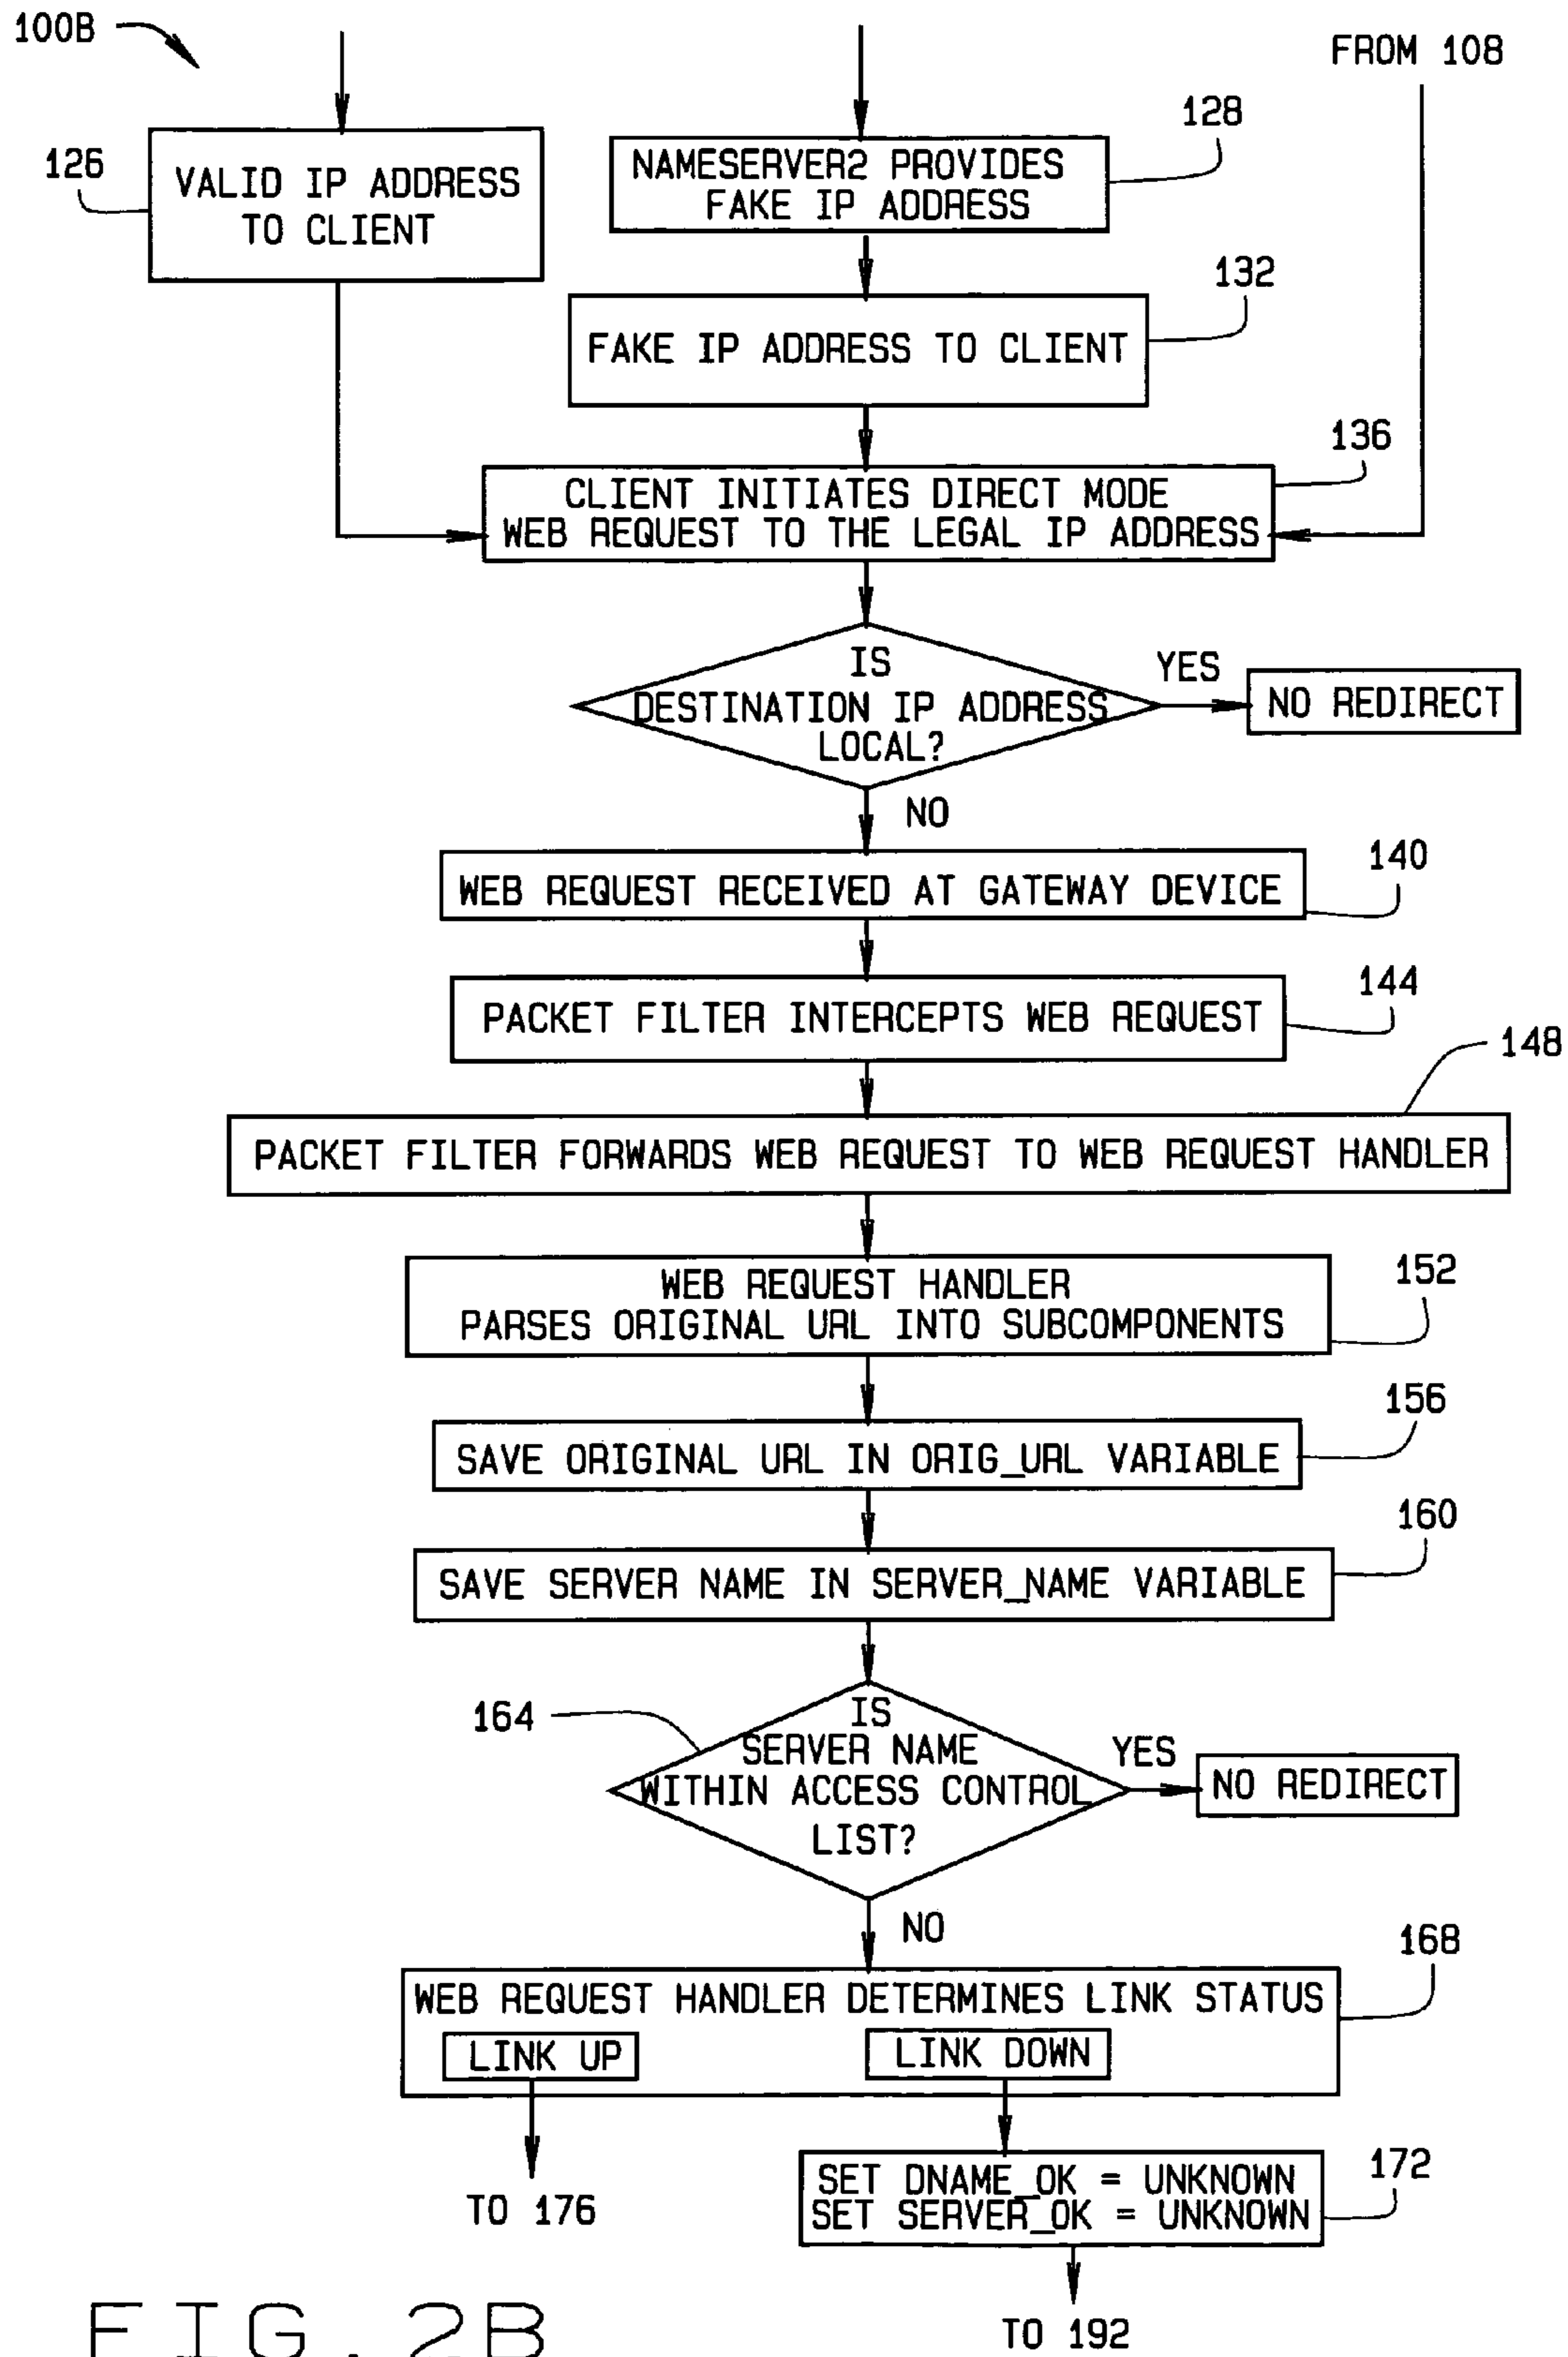 100B
FROM 108
126
VALID IP ADDRESS
TO CLIENT
128
NAMESERVER2 PROVIDES
FAKE IP ADDRESS
132
FAKE IP ADDRESS TO CLIENT
136
CLIENT INITIATES DIRECT MODE
WEB REQUEST TO THE LEGAL IP ADDRESS
IS
DESTINATION IP ADDRESS
LOCAL?
YES
NO REDIRECT
NO
140
WEB REQUEST RECEIVED AT GATEWAY DEVICE
144
PACKET FILTER INTERCEPTS WEB REQUEST
148
PACKET FILTER FORWARDS WEB REQUEST TO WEB REQUEST HANDLER
152
WEB REQUEST HANDLER
PARSES ORIGINAL URL INTO SUBCOMPONENTS
156
SAVE ORIGINAL URL IN ORIG_URL VARIABLE
160
SAVE SERVER NAME IN SERVER_NAME VARIABLE
164
IS
SERVER NAME
WITHIN ACCESS CONTROL
LIST?
YES
NO REDIRECT
NO
168
WEB REQUEST HANDLER DETERMINES LINK STATUS
LINK UP
LINK DOWN
TO 176
172
SET DNAME_OK = UNKNOWN
SET SERVER_OK = UNKNOWN
TO 192
FIG. 2B